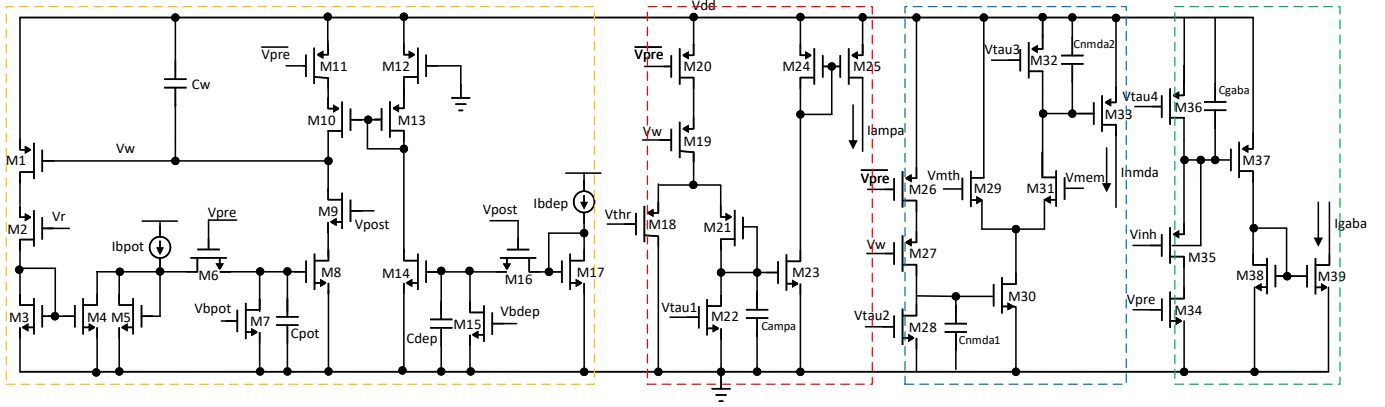 Vdd
Vpre
M11
M12
Cw
M10
M13
Vw
M1
Vr
M2
Ibpot
Vpre
M9
Vpost
Vpost
Ibdep
M6
M8
M14
M16
M17
M3
M4
M5
Vbpot
M7
Cpot
Cdep
M15
Vbdep
Vpre
M20
M24
M25
Vw
M19
Iampa
Vthr
M18
M21
M23
Vtau1
M22
Campa
Vtau3
M32
Cnmda2
M33
Vpre
M26
Vmth
M29
M31
Vmem
Inmda
Vw
M27
M30
Vtau2
M28
Cnmda1
Vtau4
M36
Cgaba
M37
Vinh
M35
Igaba
M38
M39
Vpre
M34